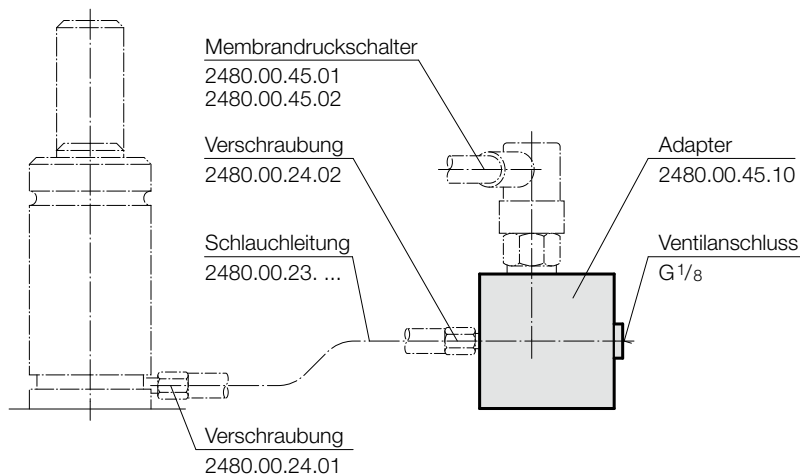 Membrandruckschalter
2480.00.45.01
2480.00.45.02
Verschraubung
2480.00.24.02
Adapter
2480.00.45.10
Schlauchleitung
2480.00.23. ...
Ventilanschluss
G1/8
Verschraubung
2480.00.24.01